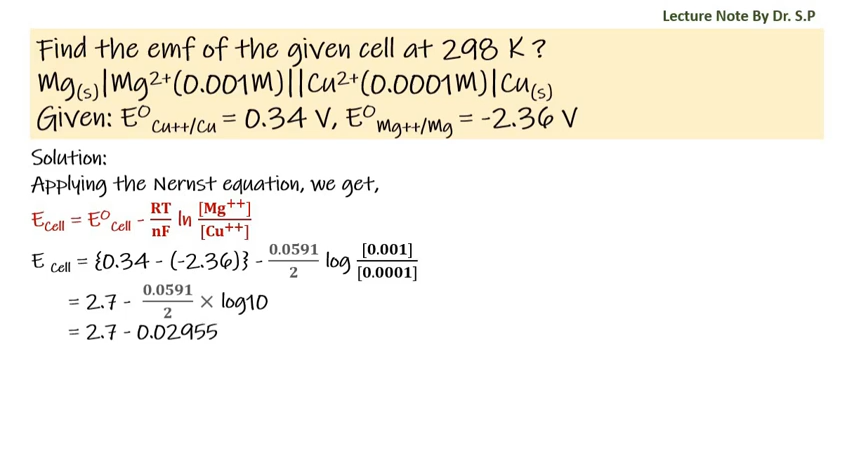 Lecture Note By Dr. S.P
Find the emf of the given cell at 298 K?
Mg(s)|Mg2+(0.001M)||Cu2+(0.0001M)|Cu(s)
Given: E⁰Cu++/Cu = 0.34 V, E⁰Mg++/Mg = -2.36 V
Solution:
Applying the Nernst equation, we get,
ECell = E⁰Cell - RT/nF ln [Mg⁺⁺]/[Cu⁺⁺]
E Cell = {0.34 - (-2.36)} - 0.0591/2 log [0.001]/[0.0001]
= 2.7 - 0.0591/2 × log10
= 2.7 - 0.02955